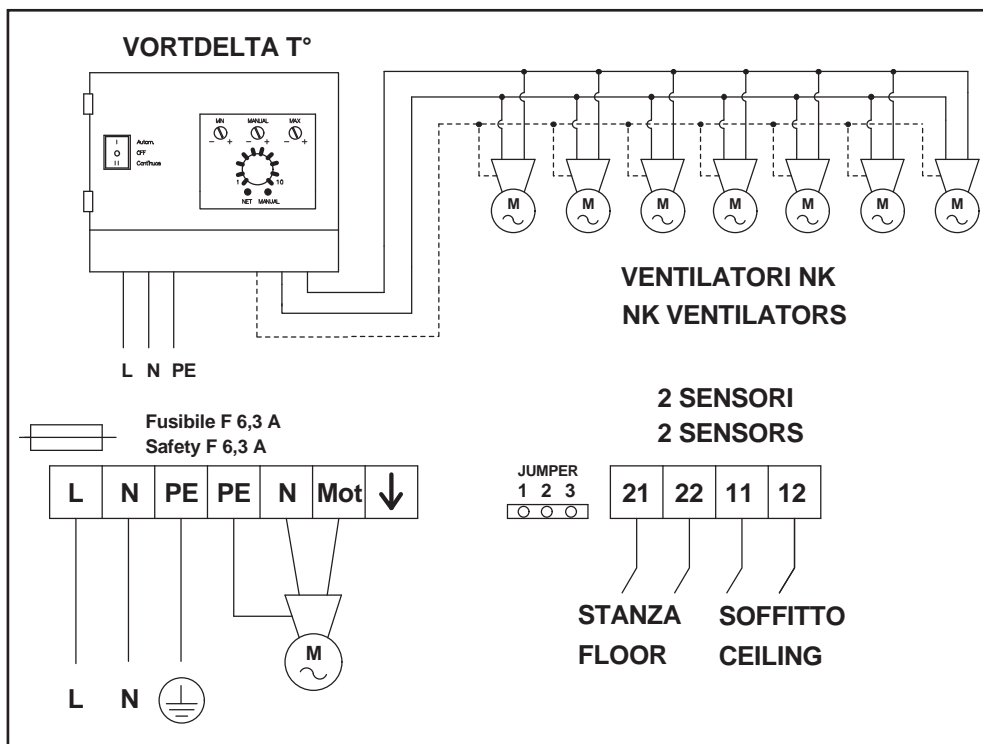 VORTDELTA T°
MIN MANUAL MAX
- + - + - +
I Autom.
O OFF
II Continuos
1 10
NET MANUAL
M M M M M M M
VENTILATORI NK
NK VENTILATORS
L N PE
Fusibile F 6,3 A
Safety F 6,3 A
L N PE PE N Mot ↓
M
L N
2 SENSORI
2 SENSORS
JUMPER
1 2 3
21 22 11 12
STANZA SOFFITTO
FLOOR CEILING